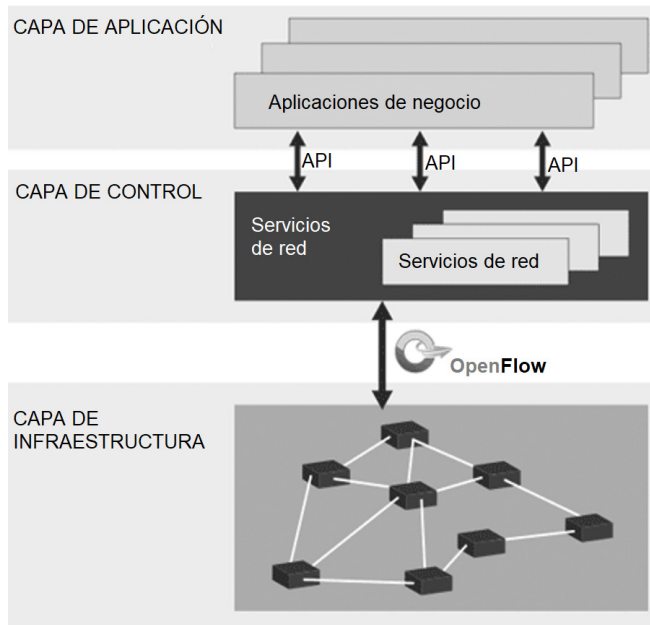 CAPA DE APLICACIÓN
Aplicaciones de negocio
API
API
API
CAPA DE CONTROL
Servicios
de red
Servicios de red
OpenFlow
CAPA DE
INFRAESTRUCTURA